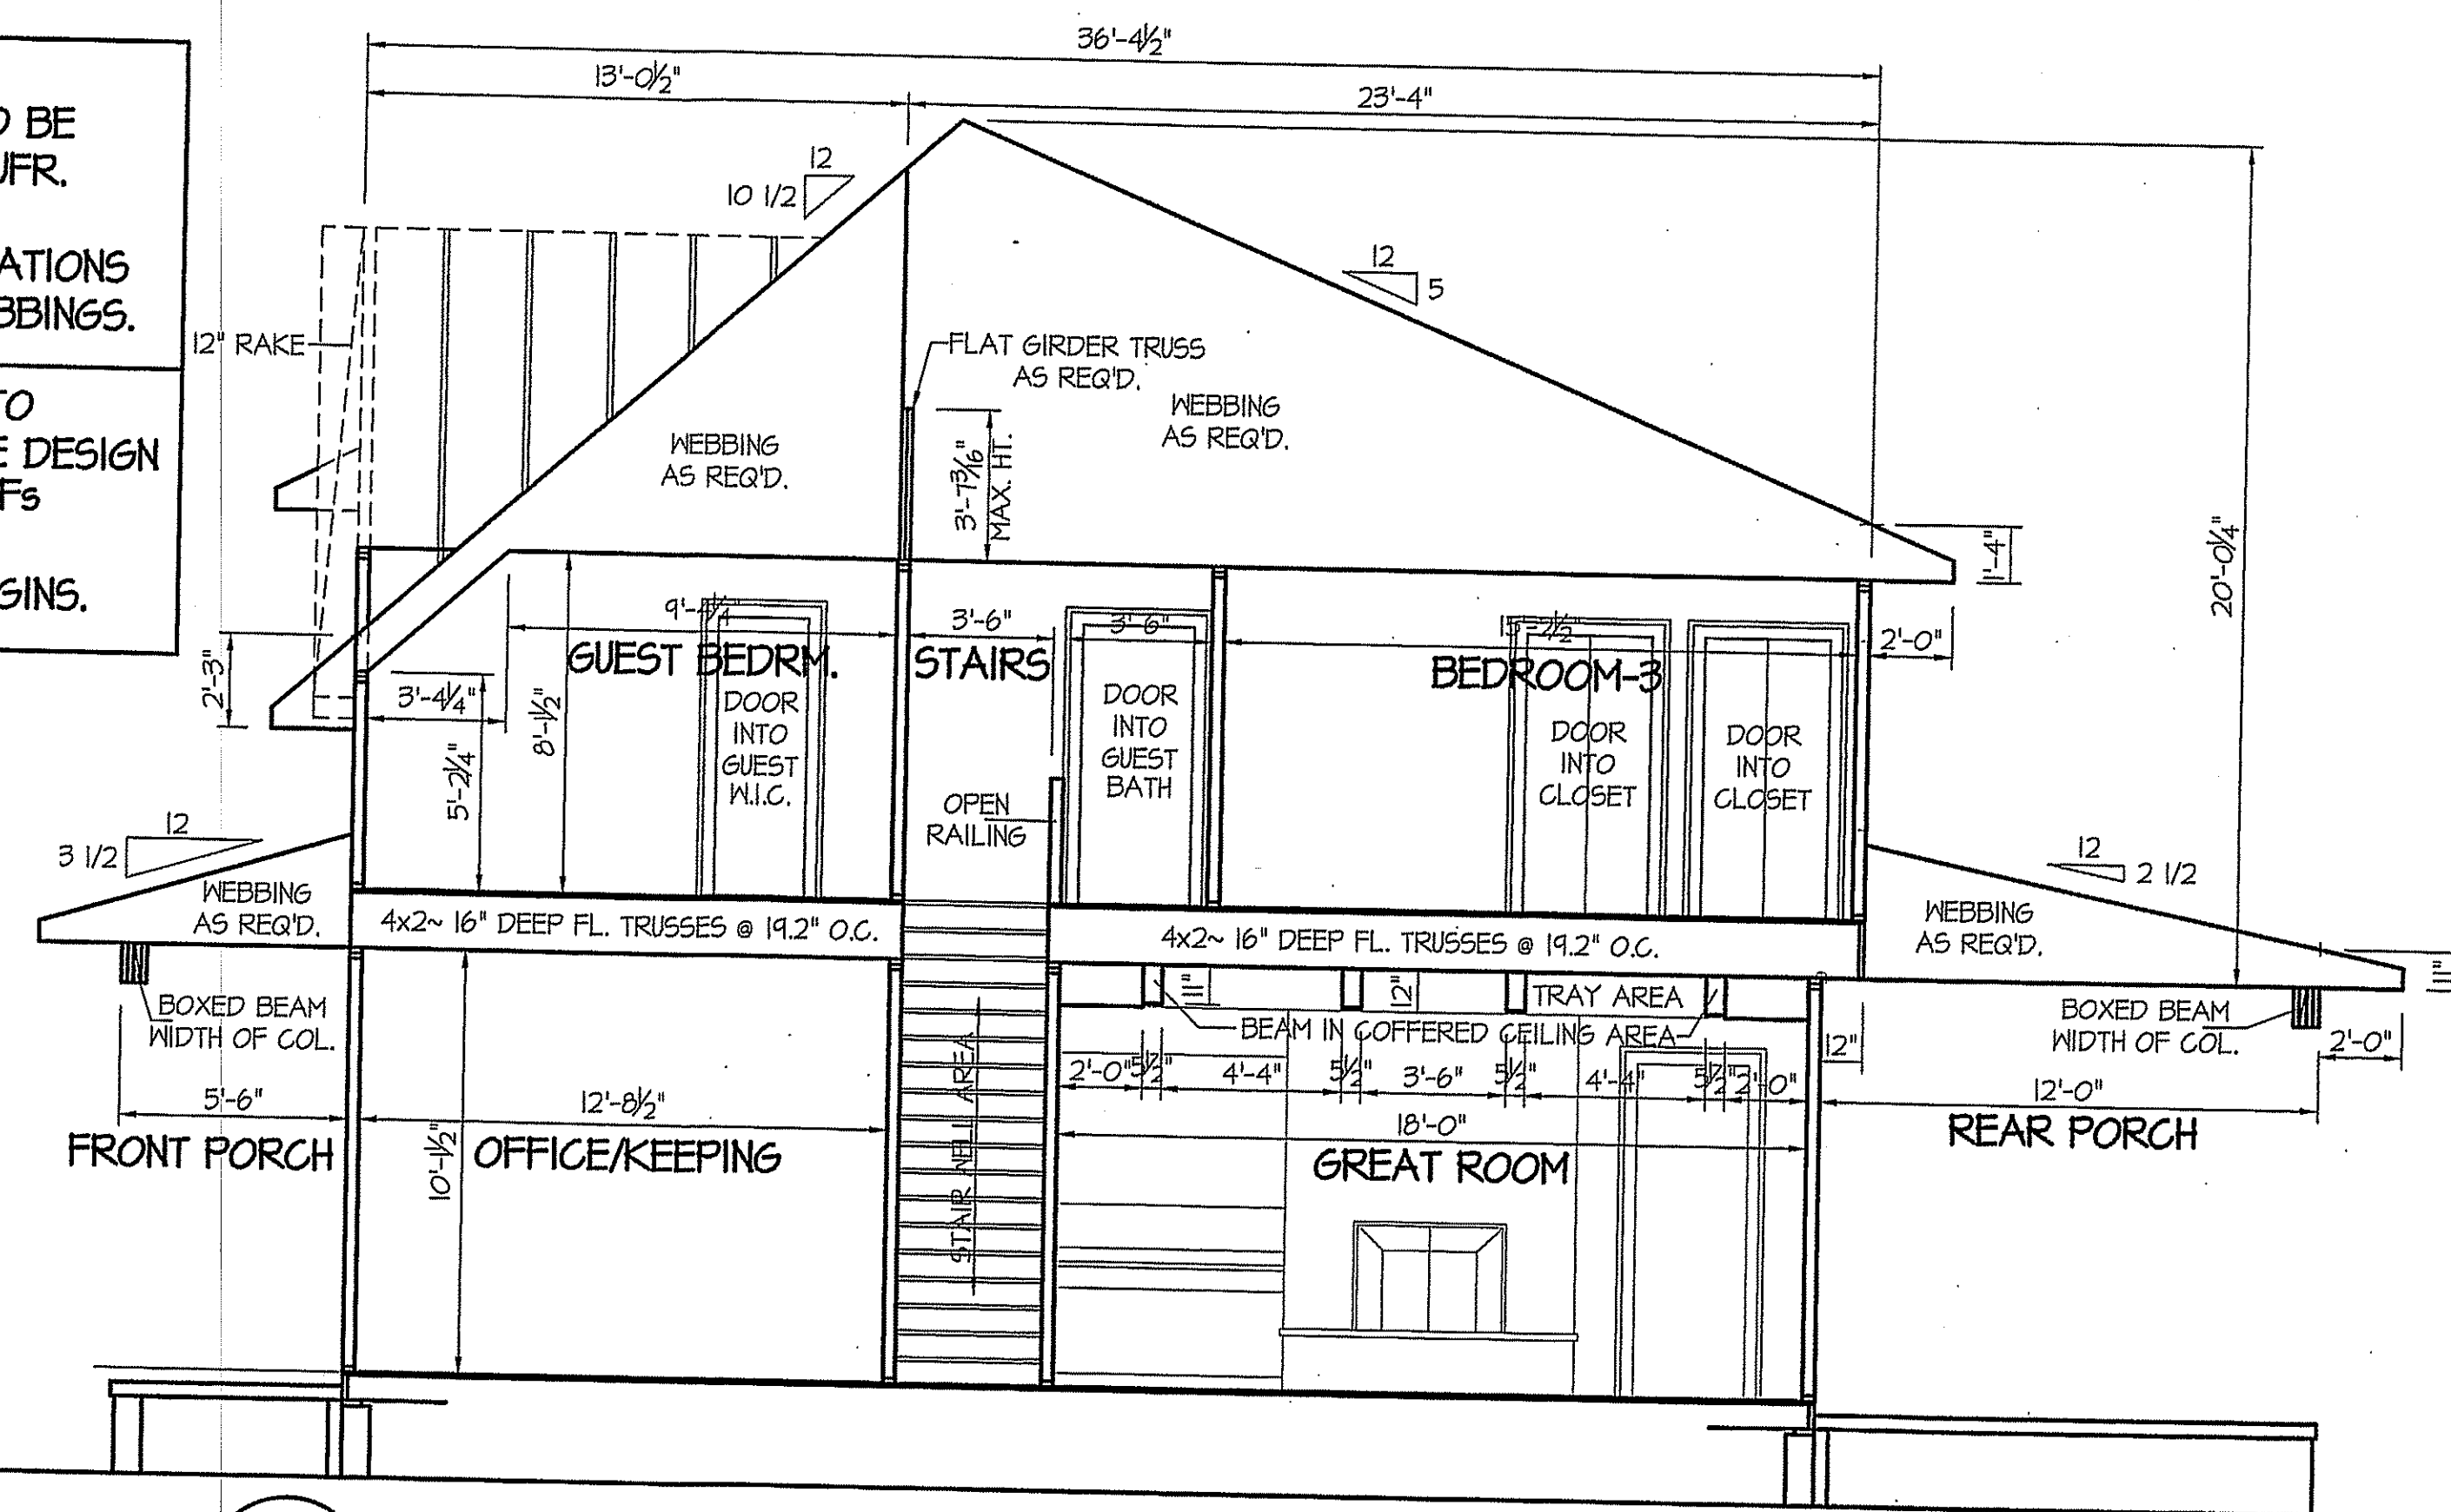 36'-4½"
13'-0½"
23'-4"
BE
UFR.
ATIONS
BBINGS.
TO
DESIGN
Fs
GINS.
12
10 1/2
12
5
12" RAKE
FLAT GIRDER TRUSS
AS REQ'D.
WEBBING
AS REQ'D.
WEBBING
AS REQ'D.
3'-7 3/16"
MAX. HT.
1'-4"
20'-0¼"
9'-4¼"
3'-6"
3'-6"
2'-0"
GUEST BEDRM.
STAIRS
BEDROOM-3
2'-3"
3'-4¼"
5'-2¼"
8'-1½"
DOOR
INTO
GUEST
W.I.C.
DOOR
INTO
GUEST
BATH
DOOR
INTO
CLOSET
DOOR
INTO
CLOSET
OPEN
RAILING
12
3 1/2
12
2 1/2
WEBBING
AS REQ'D.
4x2~ 16" DEEP FL. TRUSSES @ 19.2" O.C.
4x2~ 16" DEEP FL. TRUSSES @ 19.2" O.C.
WEBBING
AS REQ'D.
11"
12"
TRAY AREA
11"
BOXED BEAM
WIDTH OF COL.
BEAM IN COFFERED CEILING AREA
12"
BOXED BEAM
WIDTH OF COL.
2'-0"
2'-0"
5½"
4'-4"
5½"
3'-6"
5½"
4'-4"
5½"
2'-0"
5'-6"
12'-8½"
18'-0"
12'-0"
FRONT PORCH
10'-1½"
OFFICE/KEEPING
STAIR WELL AREA
GREAT ROOM
REAR PORCH